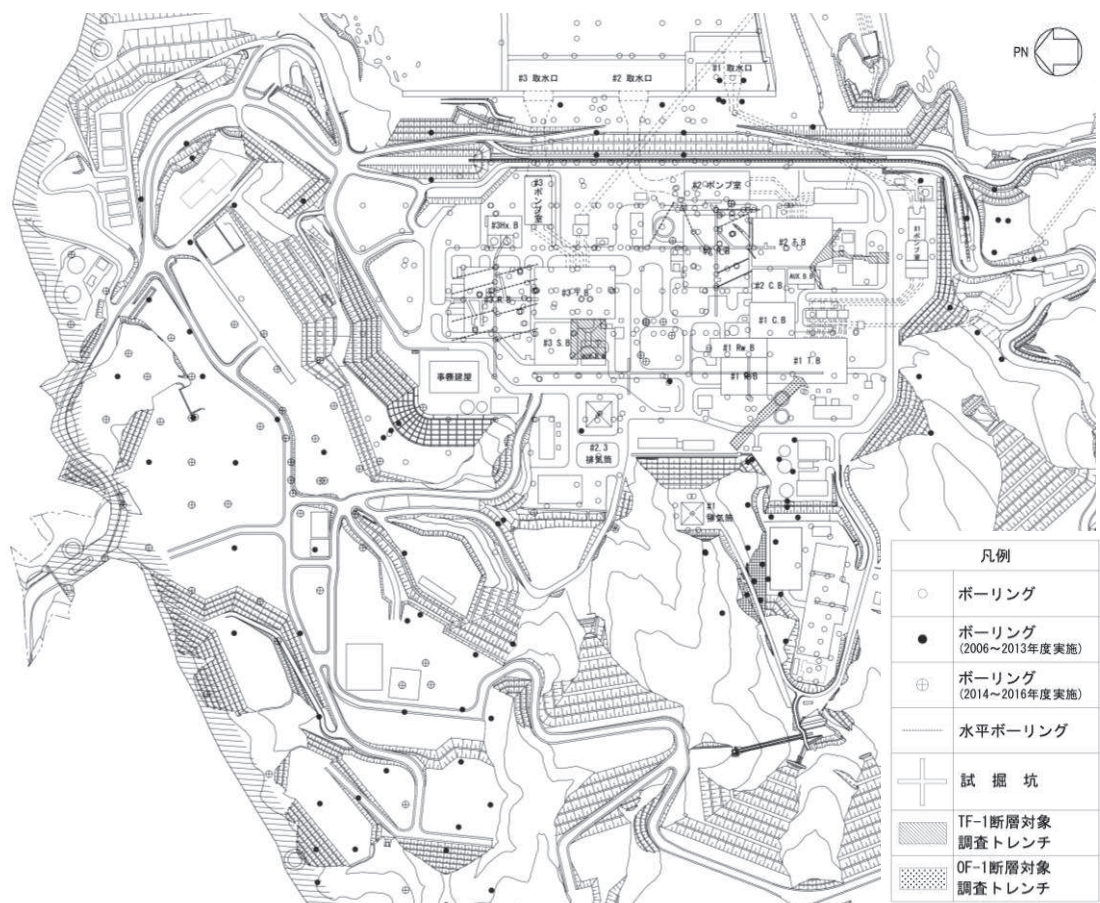 PN
#3 取水口
#2 取水口
#1 取水口
#3 ポンプ室
#2 ポンプ室
#3Hx.B
#2 T.B
#1 ポンプ室
AUX B.B
#3 R.B
#3 T.B
#2 C.B
#1 C.B
#3 S.B
#1 Rw.B
#1 T.B
事務建屋
#1 R.B
#2,3
排気筒
#1
排気筒
凡例
ボーリング
ボーリング
(2006～2013年度実施)
ボーリング
(2014～2016年度実施)
水平ボーリング
試 掘 坑
TF-1断層対象
調査トレンチ
OF-1断層対象
調査トレンチ